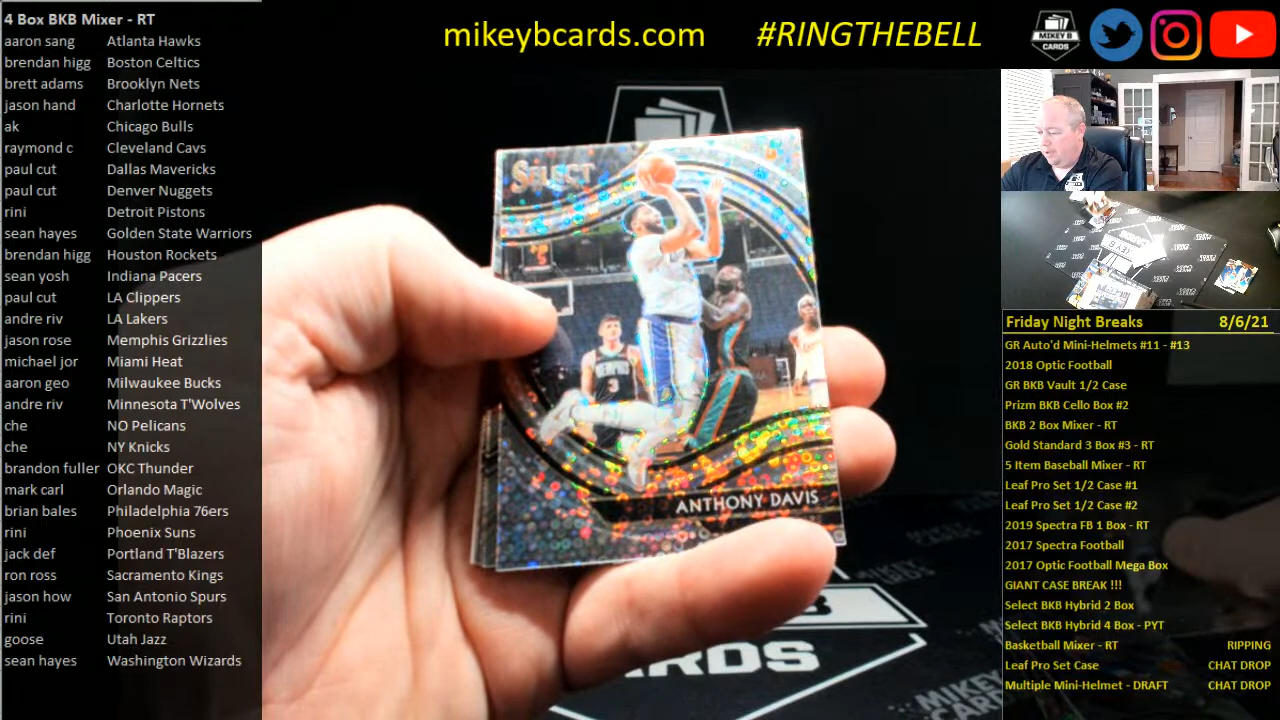 4 Box BKB Mixer - RT
aaron sang Atlanta Hawks
brendan higg Boston Celtics
brett adams Brooklyn Nets
jason hand Charlotte Hornets
ak Chicago Bulls
raymond c Cleveland Cavs
paul cut Dallas Mavericks
paul cut Denver Nuggets
rini Detroit Pistons
sean hayes Golden State Warriors
brendan higg Houston Rockets
sean yosh Indiana Pacers
paul cut LA Clippers
andre riv LA Lakers
jason rose Memphis Grizzlies
michael jor Miami Heat
aaron geo Milwaukee Bucks
andre riv Minnesota T'Wolves
che NO Pelicans
che NY Knicks
brandon fuller OKC Thunder
mark carl Orlando Magic
brian bales Philadelphia 76ers
rini Phoenix Suns
jack def Portland T'Blazers
ron ross Sacramento Kings
jason how San Antonio Spurs
rini Toronto Raptors
goose Utah Jazz
sean hayes Washington Wizards
mikeybcards.com #RINGTHEBELL
MIKEY B
CARDS
SELECT
MEMPHIS
3
ANTHONY DAVIS
B
CARDS
MIKEY
CARDS
Friday Night Breaks 8/6/21
GR Auto'd Mini-Helmets #11 - #13
2018 Optic Football
GR BKB Vault 1/2 Case
Prizm BKB Cello Box #2
BKB 2 Box Mixer - RT
Gold Standard 3 Box #3 - RT
5 Item Baseball Mixer - RT
Leaf Pro Set 1/2 Case #1
Leaf Pro Set 1/2 Case #2
2019 Spectra FB 1 Box - RT
2017 Spectra Football
2017 Optic Football Mega Box
GIANT CASE BREAK !!!
Select BKB Hybrid 2 Box
Select BKB Hybrid 4 Box - PYT
Basketball Mixer - RT RIPPING
Leaf Pro Set Case CHAT DROP
Multiple Mini-Helmet - DRAFT CHAT DROP